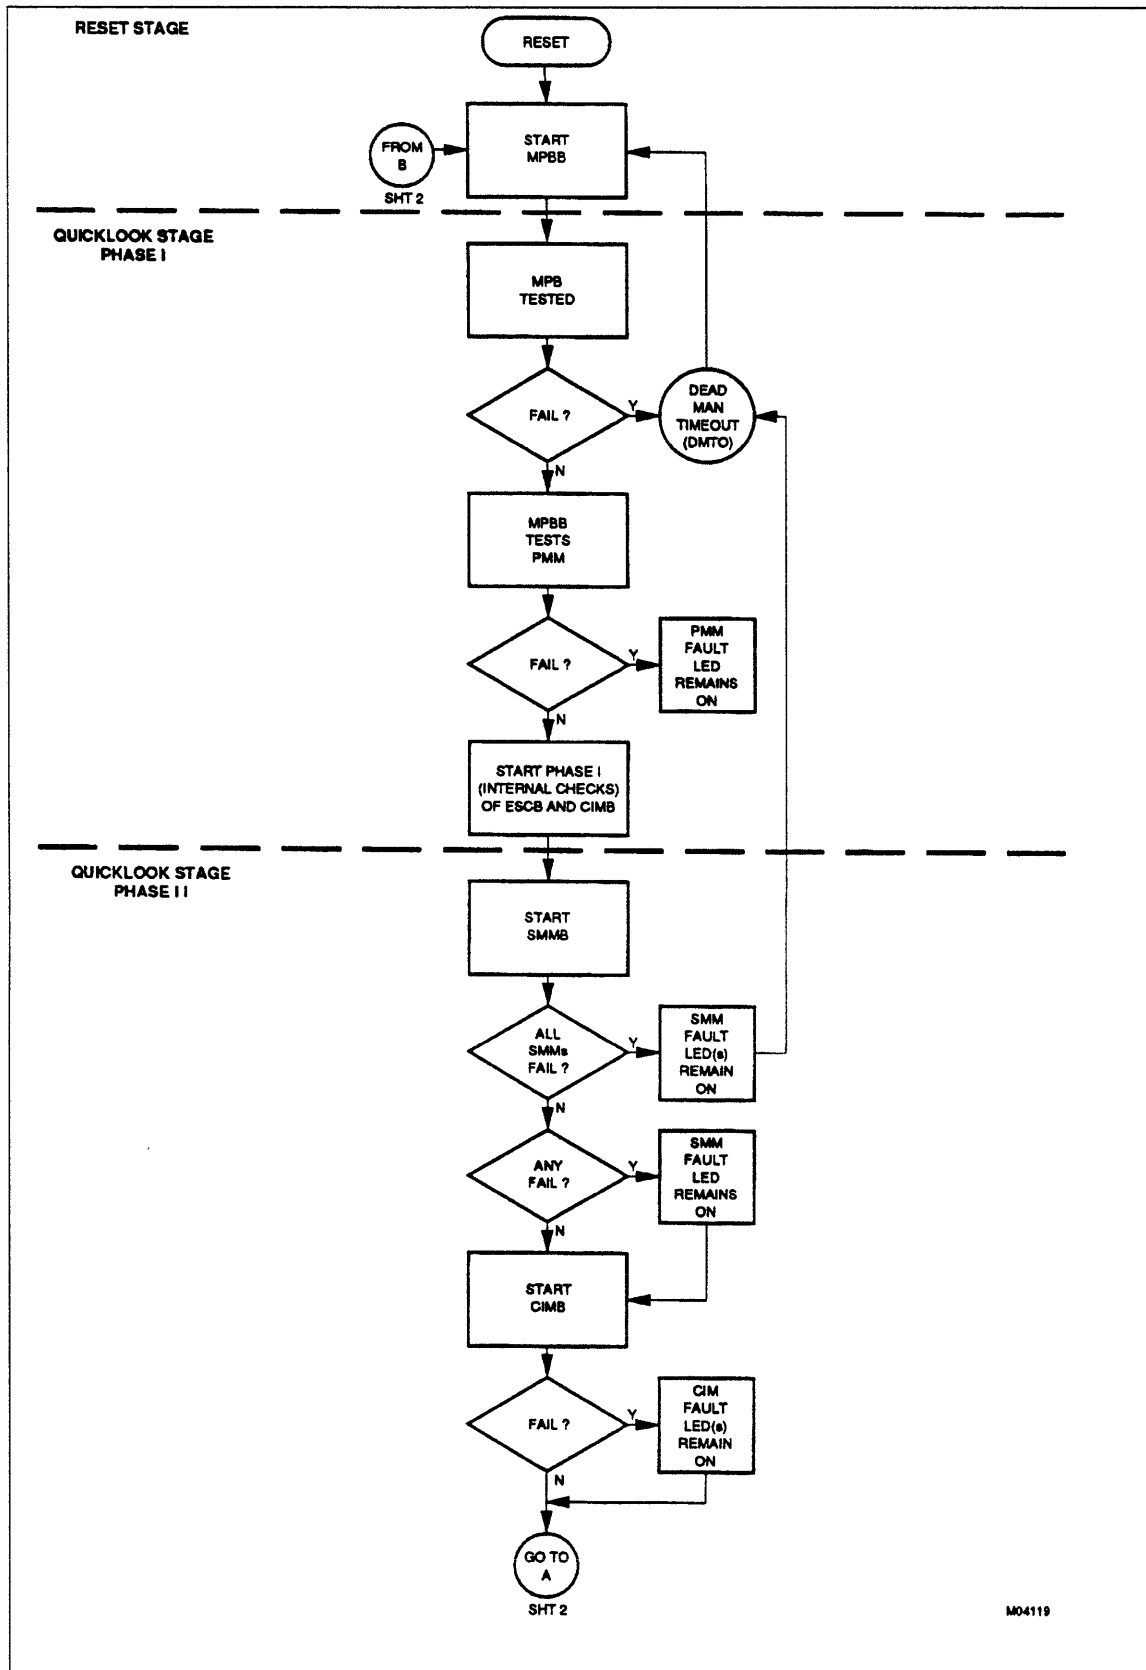 RESET STAGE
RESET
START
MPBB
FROM
B
SHT 2
QUICKLOOK STAGE
PHASE I
MPB
TESTED
FAIL ?
Y
DEAD
MAN
TIMEOUT
(DMTO)
N
MPBB
TESTS
PMM
FAIL ?
Y
PMM
FAULT
LED
REMAINS
ON
N
START PHASE I
(INTERNAL CHECKS)
OF ESCB AND CIMB
QUICKLOOK STAGE
PHASE I I
START
SMMB
ALL
SMMs
FAIL ?
Y
SMM
FAULT
LED(s)
REMAIN
ON
N
ANY
FAIL ?
Y
SMM
FAULT
LED
REMAINS
ON
N
START
CIMB
FAIL ?
Y
CIM
FAULT
LED(s)
REMAIN
ON
N
GO TO
A
SHT 2
M04119